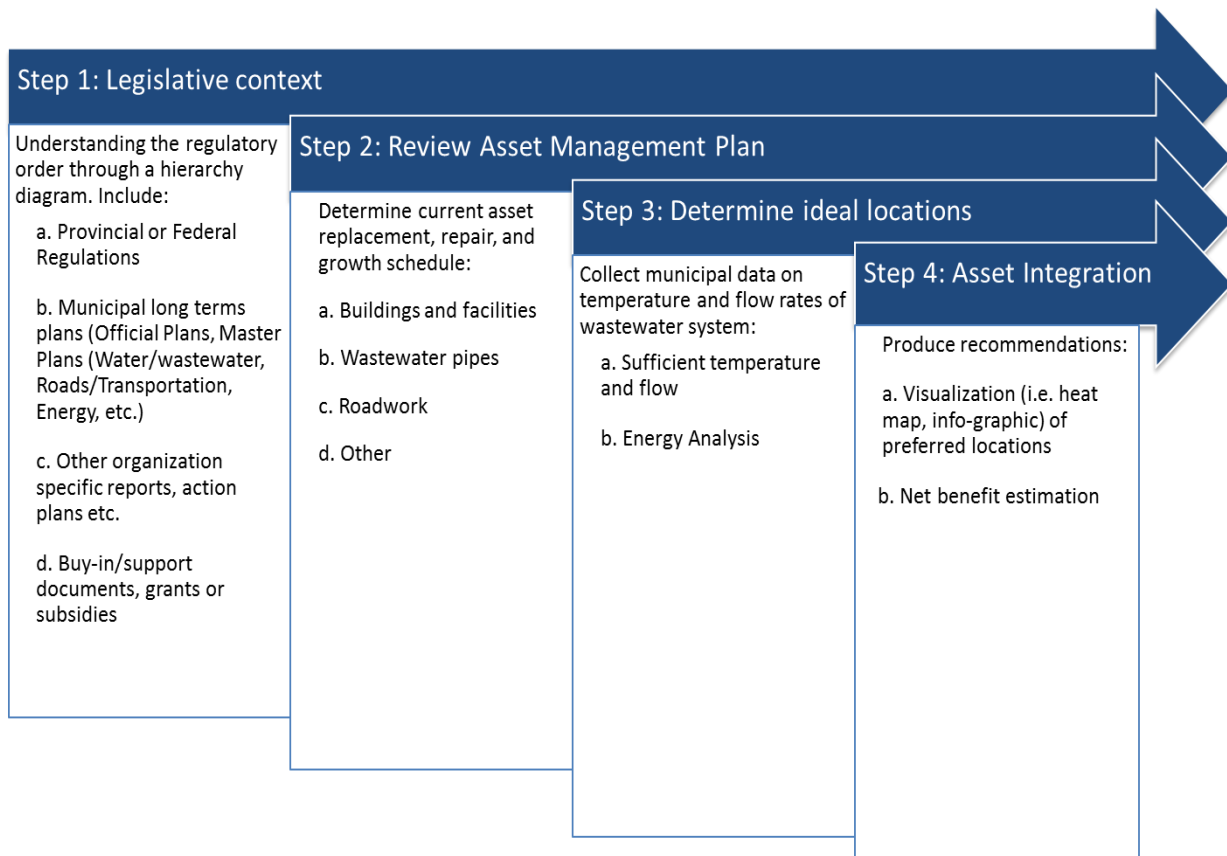 Step 1: Legislative context
Understanding the regulatory
order through a hierarchy
diagram. Include:
a. Provincial or Federal
Regulations
b. Municipal long terms
plans (Official Plans, Master
Plans (Water/wastewater,
Roads/Transportation,
Energy, etc.)
c. Other organization
specific reports, action
plans etc.
d. Buy-in/support
documents, grants or
subsidies
Step 2: Review Asset Management Plan
Determine current asset
replacement, repair, and
growth schedule:
a. Buildings and facilities
b. Wastewater pipes
c. Roadwork
d. Other
Step 3: Determine ideal locations
Collect municipal data on
temperature and flow rates of
wastewater system:
a. Sufficient temperature
and flow
b. Energy Analysis
Step 4: Asset Integration
Produce recommendations:
a. Visualization (i.e. heat
map, info-graphic) of
preferred locations
b. Net benefit estimation